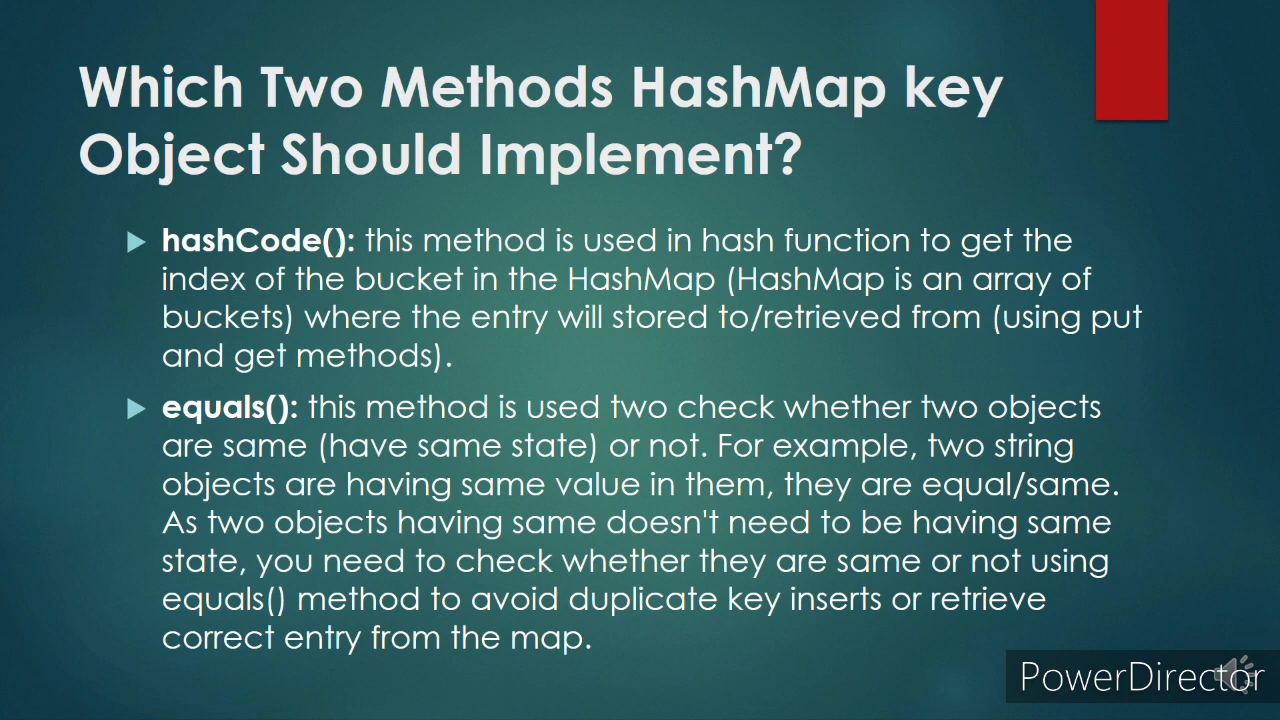 Which Two Methods HashMap key
Object Should Implement?
hashCode(): this method is used in hash function to get the
index of the bucket in the HashMap (HashMap is an array of
buckets) where the entry will stored to/retrieved from (using put
and get methods).
equals(): this method is used two check whether two objects
are same (have same state) or not. For example, two string
objects are having same value in them, they are equal/same.
As two objects having same doesn't need to be having same
state, you need to check whether they are same or not using
equals() method to avoid duplicate key inserts or retrieve
correct entry from the map.
PowerDirector